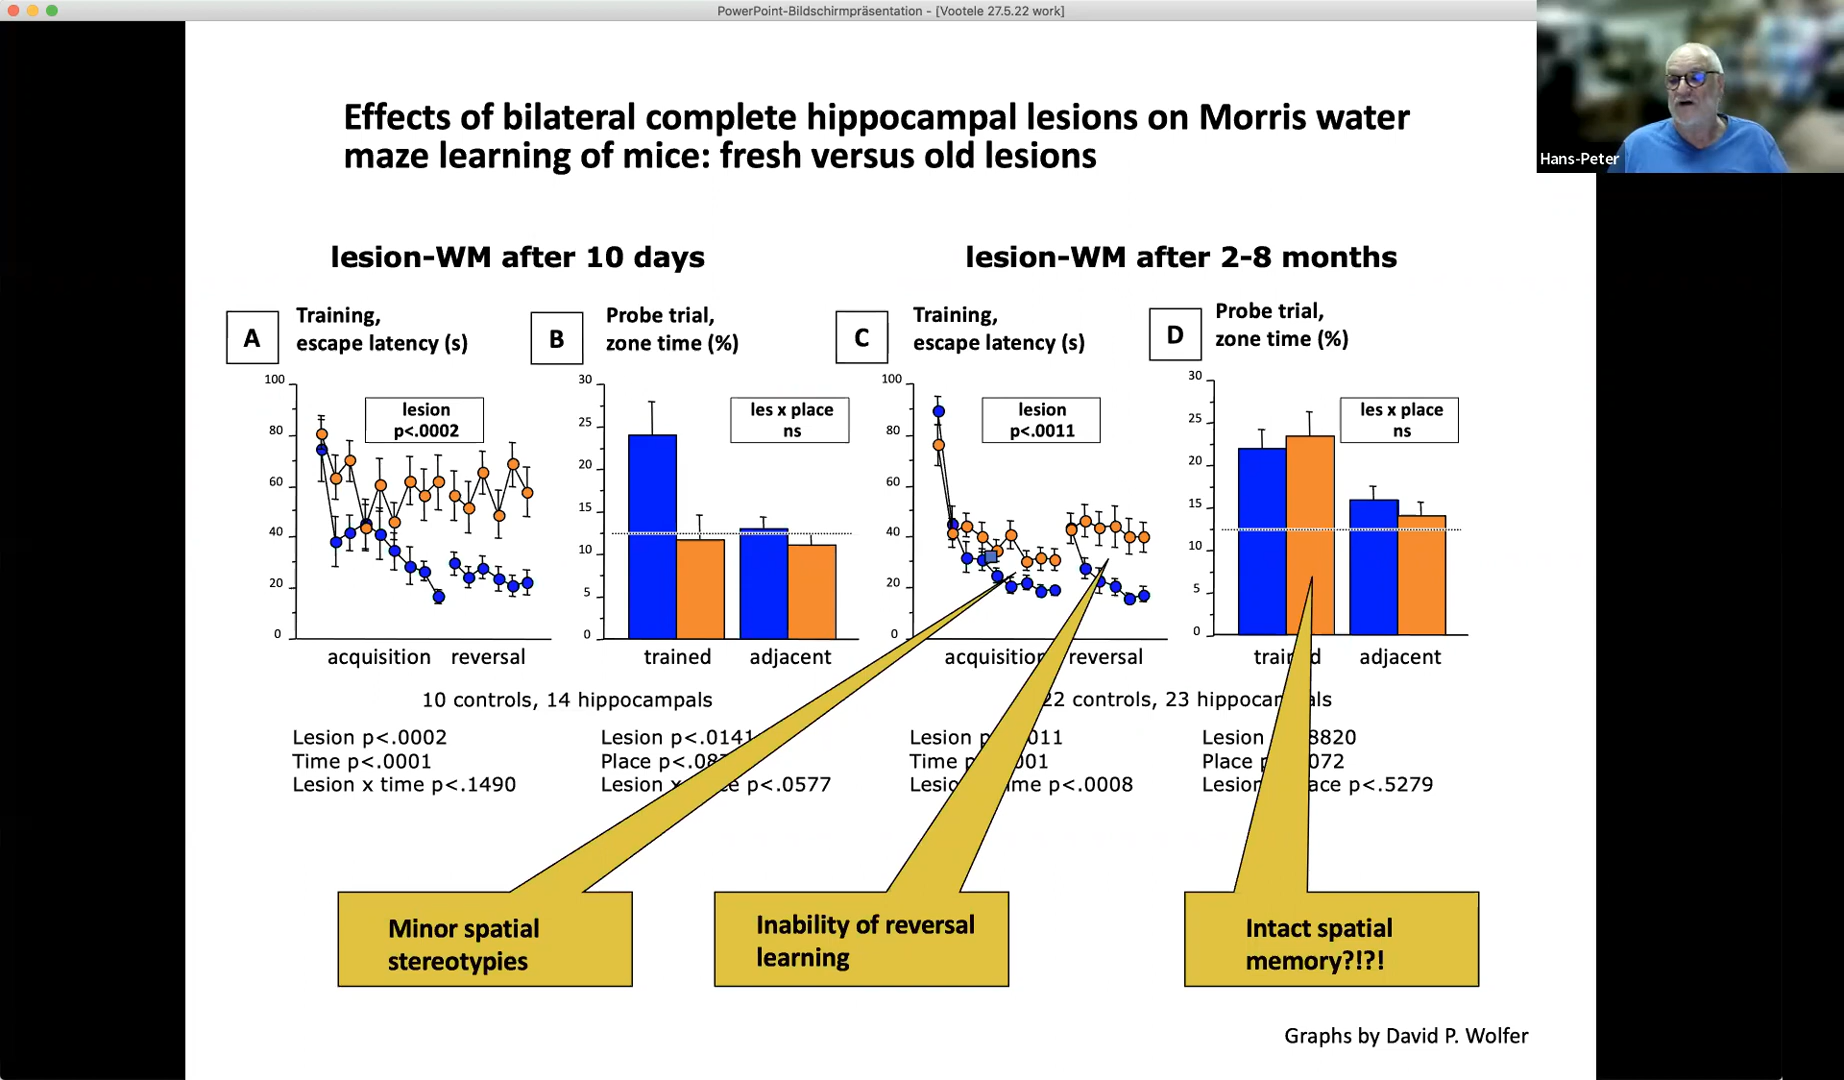 PowerPoint-Bildschirmpräsentation - [Vootele 27.5.22 work]
Hans-Peter
Effects of bilateral complete hippocampal lesions on Morris water
maze learning of mice: fresh versus old lesions
lesion-WM after 10 days
lesion-WM after 2-8 months
A
Training,
escape latency (s)
100
80
60
40
20
0
lesion
p<.0002
acquisition reversal
B
Probe trial,
zone time (%)
30
25
20
15
10
5
0
les x place
ns
trained adjacent
C
Training,
escape latency (s)
100
80
60
40
20
0
lesion
p<.0011
acquisition reversal
D
Probe trial,
zone time (%)
30
25
20
15
10
5
0
les x place
ns
trained adjacent
10 controls, 14 hippocampals
22 controls, 23 hippocampals
Lesion p<.0002
Time p<.0001
Lesion x time p<.1490
Lesion p<.0141
Place p<.08
Lesion x p<.0577
Lesion p 011
Time p 001
Lesion me p<.0008
Lesion 8820
Place p 072
Lesion ace p<.5279
Minor spatial
stereotypies
Inability of reversal
learning
Intact spatial
memory?!?!
Graphs by David P. Wolfer